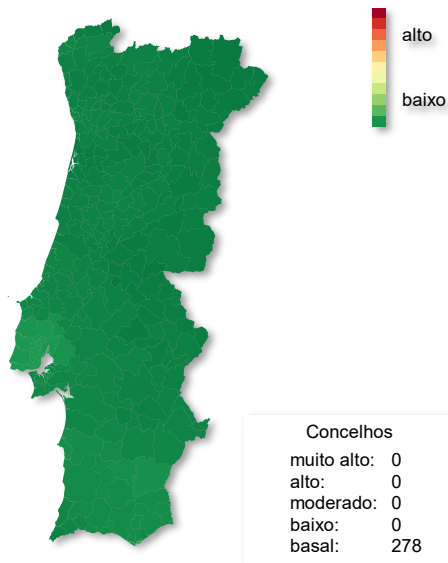 alto
baixo
Concelhos
muito alto: 0
alto: 0
moderado: 0
baixo: 0
basal: 278